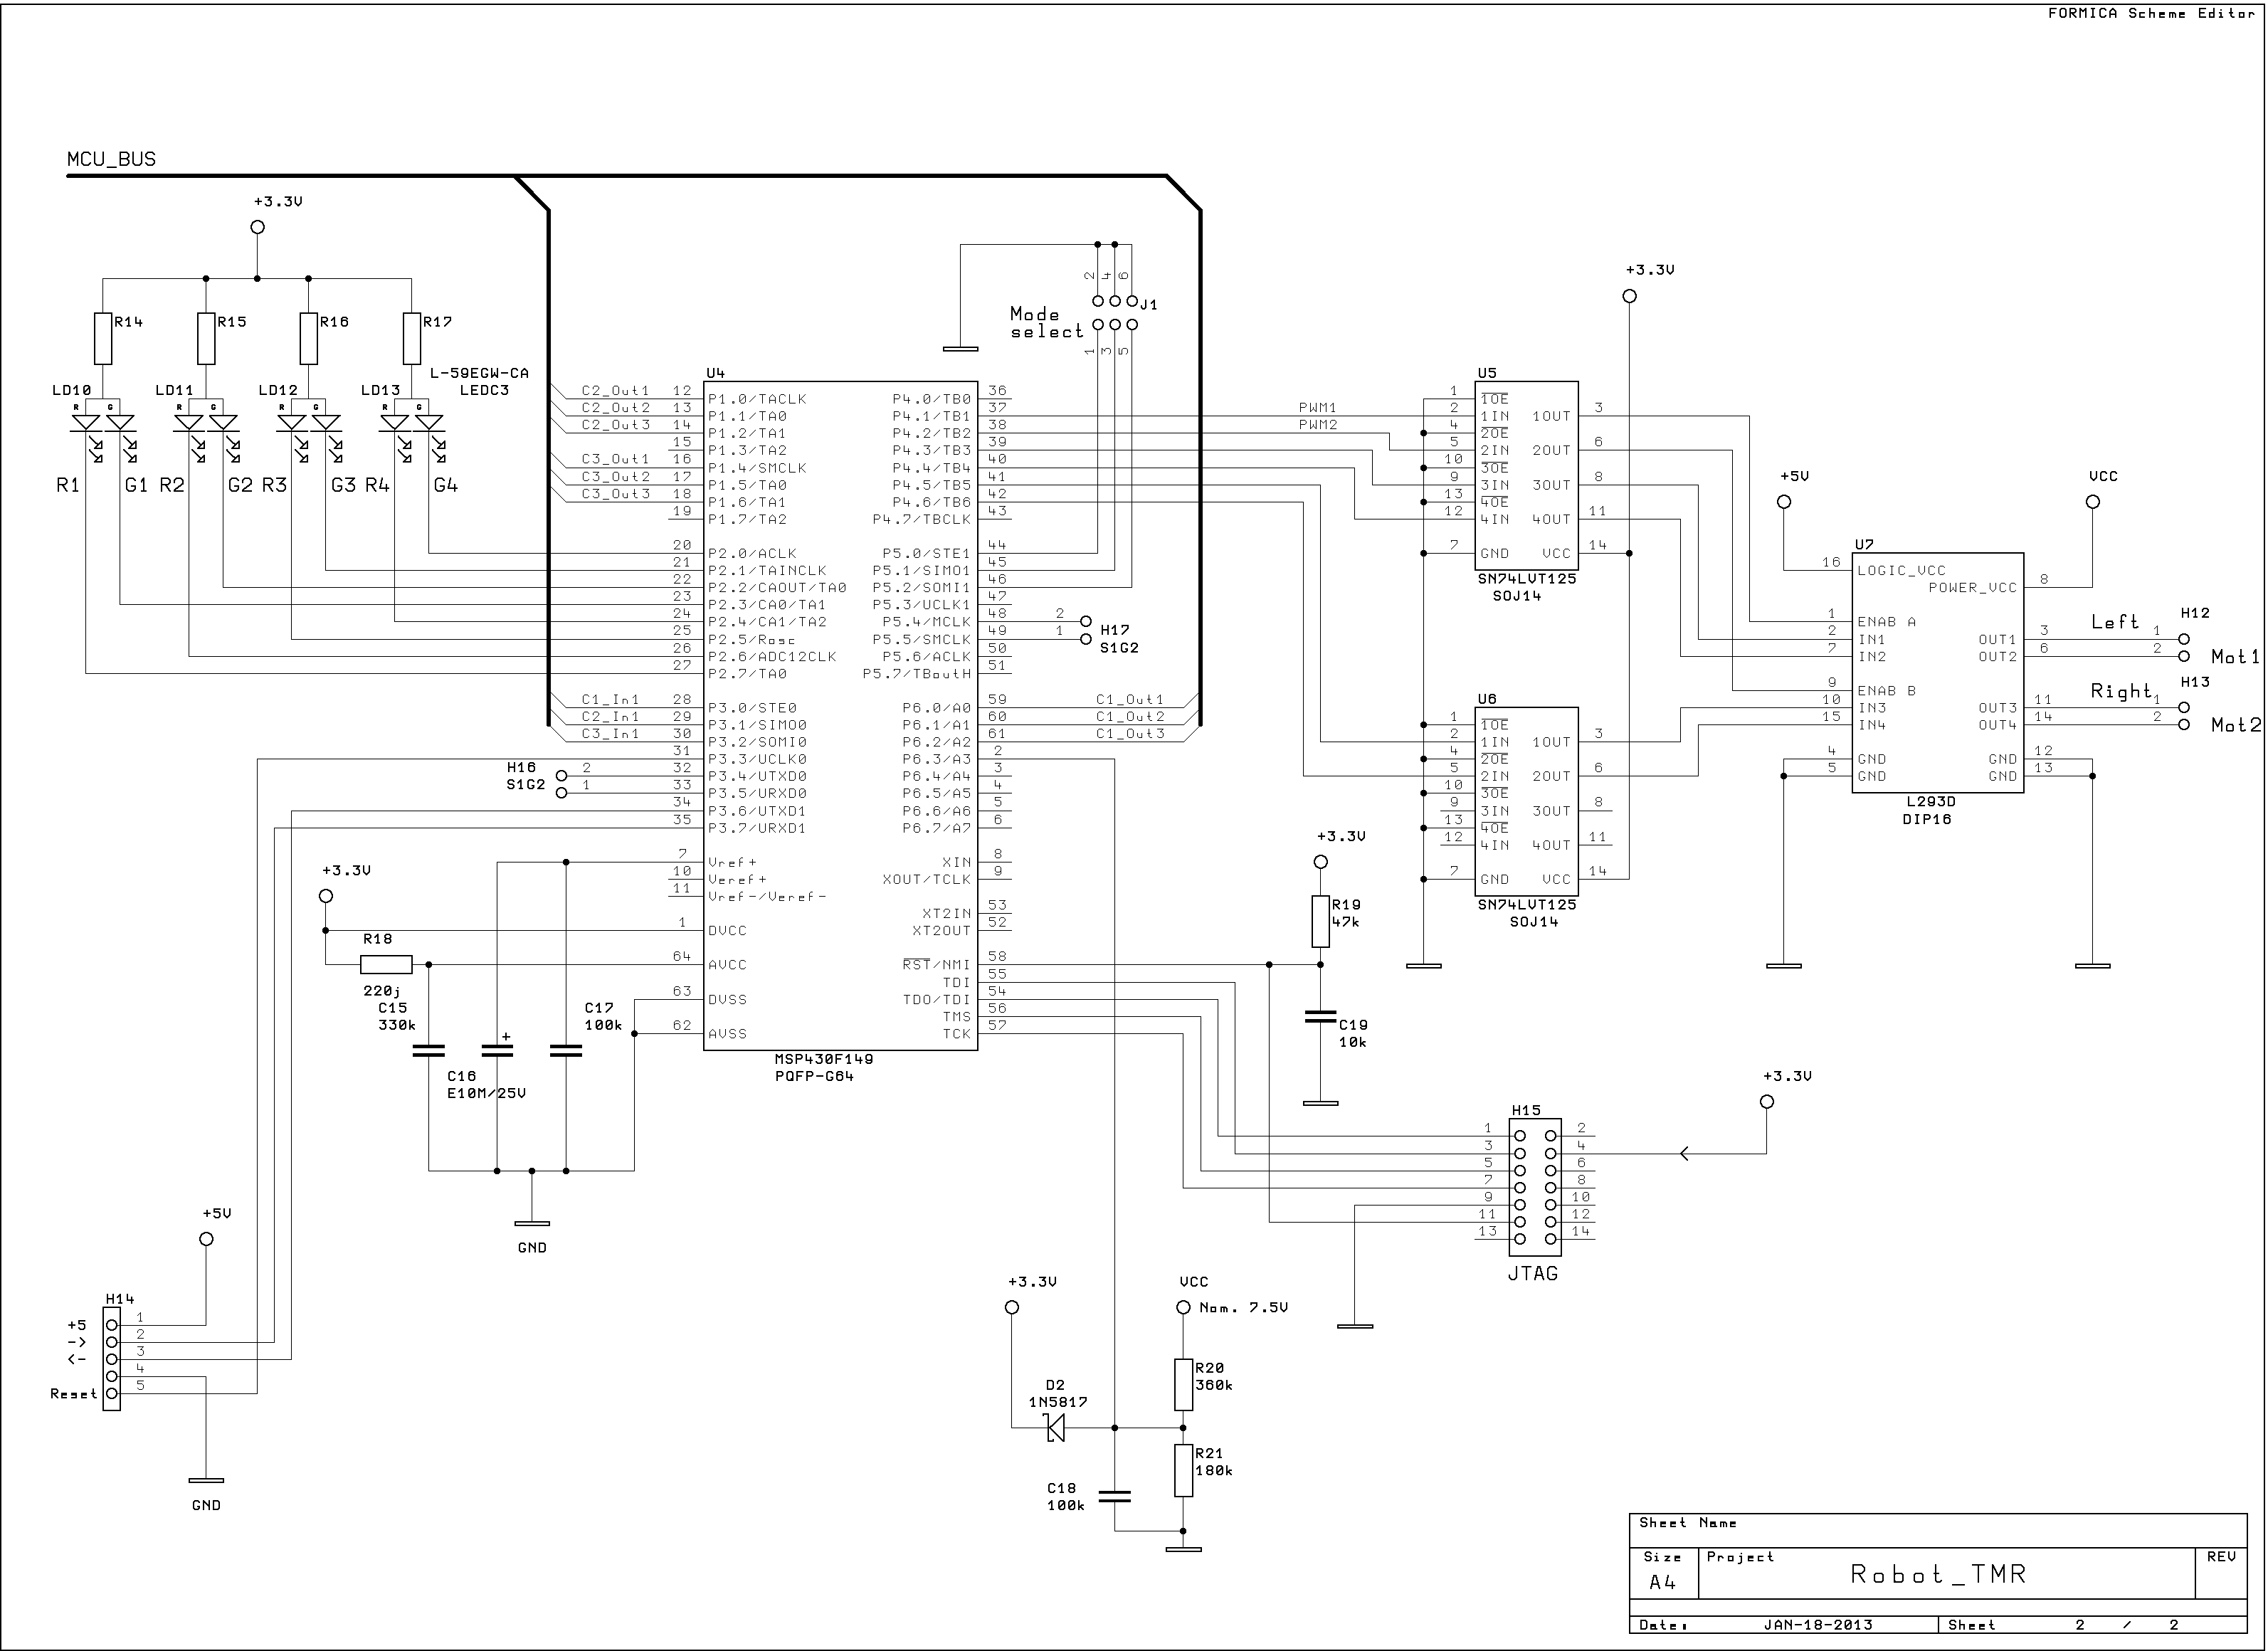 FORMICA Scheme Editor
MCU_BUS
+3.3V
R14 R15 R16 R17
L-59EGW-CA
LEDC3
LD10 LD11 LD12 LD13
R G R G R G R G
R1 G1 R2 G2 R3 G3 R4 G4
Mode
select
J1
2 4 6
1 3 5
U4
C2_Out1 12 P1.0/TACLK
C2_Out2 13 P1.1/TA0
C2_Out3 14 P1.2/TA1
15 P1.3/TA2
C3_Out1 16 P1.4/SMCLK
C3_Out2 17 P1.5/TA0
C3_Out3 18 P1.6/TA1
19 P1.7/TA2
20 P2.0/ACLK
21 P2.1/TAINCLK
22 P2.2/CAOUT/TA0
23 P2.3/CA0/TA1
24 P2.4/CA1/TA2
25 P2.5/Rosc
26 P2.6/ADC12CLK
27 P2.7/TA0
C1_In1 28 P3.0/STE0
C2_In1 29 P3.1/SIMO0
C3_In1 30 P3.2/SOMI0
31 P3.3/UCLK0
32 P3.4/UTXD0
33 P3.5/URXD0
34 P3.6/UTXD1
35 P3.7/URXD1
7 Vref+
10 Veref+
11 Vref-/Veref-
1 DVCC
64 AVCC
63 DVSS
62 AVSS
P4.0/TB0 36
P4.1/TB1 37 PWM1
P4.2/TB2 38 PWM2
P4.3/TB3 39
P4.4/TB4 40
P4.5/TB5 41
P4.6/TB6 42
P4.7/TBCLK 43
P5.0/STE1 44
P5.1/SIMO1 45
P5.2/SOMI1 46
P5.3/UCLK1 47
P5.4/MCLK 48
P5.5/SMCLK 49
P5.6/ACLK 50
P5.7/TBoutH 51
P6.0/A0 59 C1_Out1
P6.1/A1 60 C1_Out2
P6.2/A2 61 C1_Out3
P6.3/A3 2
P6.4/A4 3
P6.5/A5 4
P6.6/A6 5
P6.7/A7 6
XIN 8
XOUT/TCLK 9
XT2IN 53
XT2OUT 52
RST/NMI 58
TDI 55
TDO/TDI 54
TMS 56
TCK 57
MSP430F149
PQFP-G64
2
1
H17
S1G2
H16
S1G2
2
1
+3.3V
R18
220j
C15
330k
C16
E10M/25V
+
C17
100k
GND
+5V
H14
+5 1
-> 2
<- 3
4
Reset 5
GND
+3.3V
U5
1 1OE
2 1IN 1OUT 3
4 2OE
5 2IN 2OUT 6
10 3OE
9 3IN 3OUT 8
13 4OE
12 4IN 4OUT 11
7 GND VCC 14
SN74LVT125
SOJ14
U6
1 1OE
2 1IN 1OUT 3
4 2OE
5 2IN 2OUT 6
10 3OE
9 3IN 3OUT 8
13 4OE
12 4IN 4OUT 11
7 GND VCC 14
SN74LVT125
SOJ14
+5V
VCC
U7
16 LOGIC_VCC
POWER_VCC 8
1 ENAB A
2 IN1 OUT1 3
7 IN2 OUT2 6
9 ENAB B
10 IN3 OUT3 11
15 IN4 OUT4 14
4 GND GND 12
5 GND GND 13
L293D
DIP16
Left 1 H12
2 Mot1
Right 1 H13
2 Mot2
+3.3V
R19
47k
C19
10k
+3.3V
H15
1 2
3 4
5 6
7 8
9 10
11 12
13 14
JTAG
+3.3V
VCC
Nom. 7.5V
R20
360k
D2
1N5817
R21
180k
C18
100k
Sheet Name
Size Project REV
A4 Robot_TMR
Date: JAN-18-2013 Sheet 2 / 2